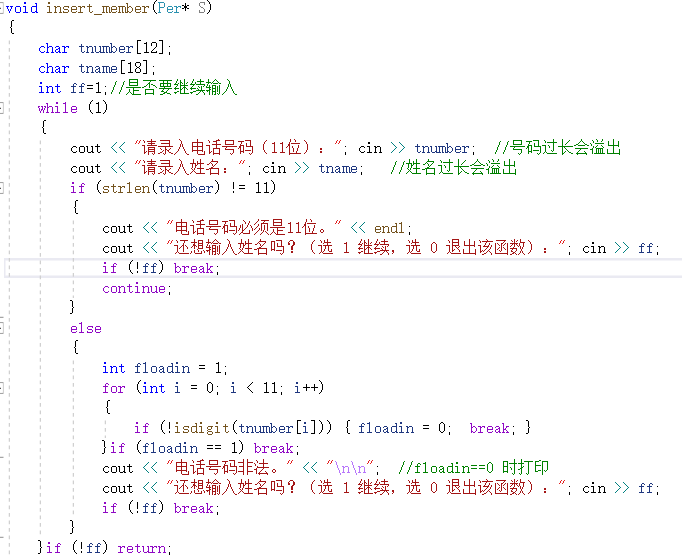 void insert_member(Per* S)
{
char tnumber[12];
char tname[18];
int ff=1;//是否要继续输入
while (1)
{
cout << "请录入电话号码（11位）："; cin >> tnumber;  //号码过长会溢出
cout << "请录入姓名："; cin >> tname;   //姓名过长会溢出
if (strlen(tnumber) != 11)
{
cout << "电话号码必须是11位。" << endl;
cout << "还想输入姓名吗？（选 1 继续，选 0 退出该函数）："; cin >> ff;
if (!ff) break;
continue;
}
else
{
int floadin = 1;
for (int i = 0; i < 11; i++)
{
if (!isdigit(tnumber[i])) { floadin = 0;  break; }
}if (floadin == 1) break;
cout << "电话号码非法。" << "\n\n";  //floadin==0 时打印
cout << "还想输入姓名吗？（选 1 继续，选 0 退出该函数）："; cin >> ff;
if (!ff) break;
}
}if (!ff) return;